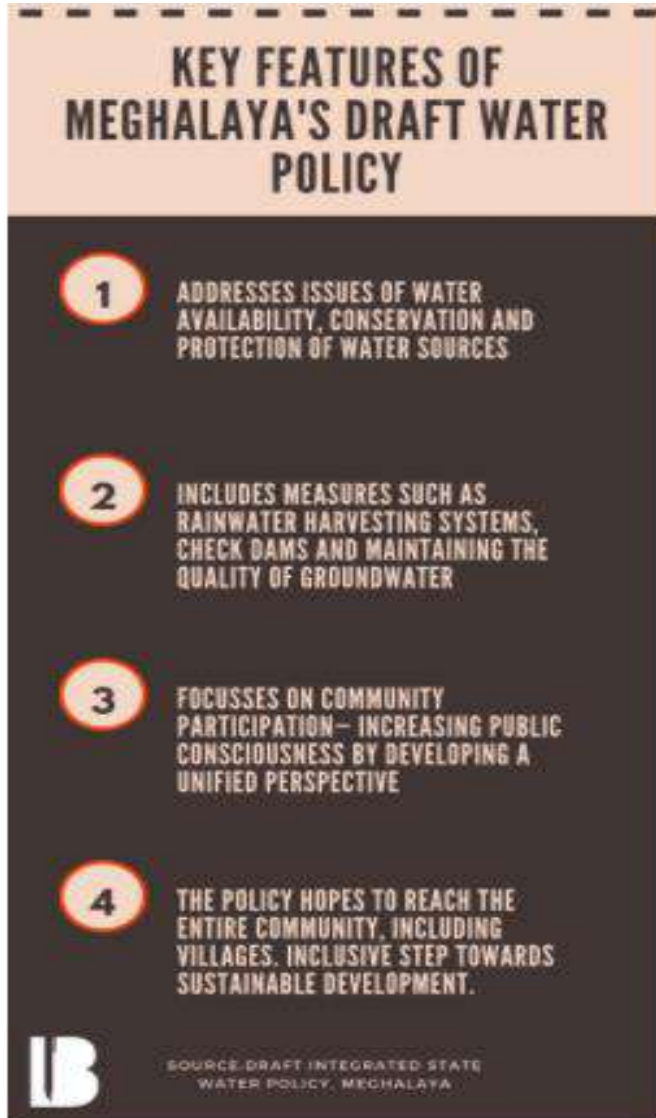 KEY FEATURES OF
MEGHALAYA'S DRAFT WATER
POLICY
1
ADDRESSES ISSUES OF WATER
AVAILABILITY, CONSERVATION AND
PROTECTION OF WATER SOURCES
2
INCLUDES MEASURES SUCH AS
RAINWATER HARVESTING SYSTEMS,
CHECK DAMS AND MAINTAINING THE
QUALITY OF GROUNDWATER
3
FOCUSSES ON COMMUNITY
PARTICIPATION– INCREASING PUBLIC
CONSCIOUSNESS BY DEVELOPING A
UNIFIED PERSPECTIVE
4
THE POLICY HOPES TO REACH THE
ENTIRE COMMUNITY, INCLUDING
VILLAGES. INCLUSIVE STEP TOWARDS
SUSTAINABLE DEVELOPMENT.
IB
SOURCE:DRAFT INTEGRATED STATE
WATER POLICY, MEGHALAYA